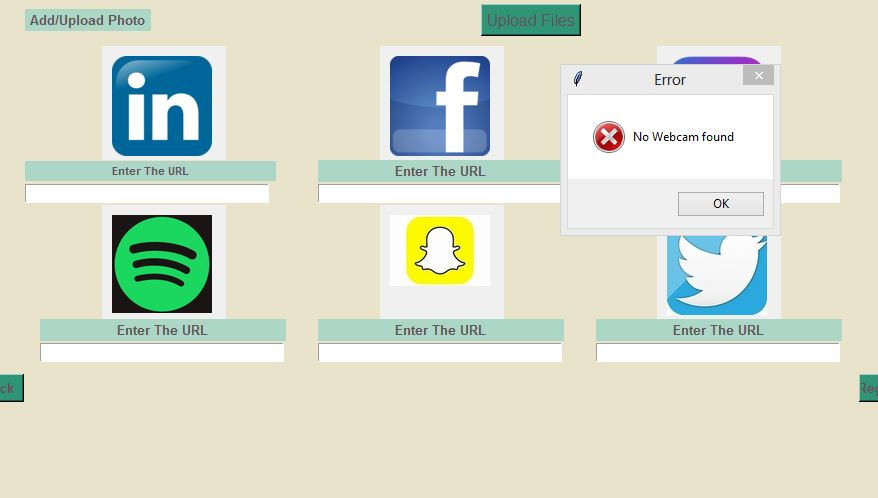 Add/Upload Photo
Upload Files
Error
No Webcam found
OK
in
f
Enter The URL
Enter The URL
Enter The URL
Enter The URL
Enter The URL
ck
Reg